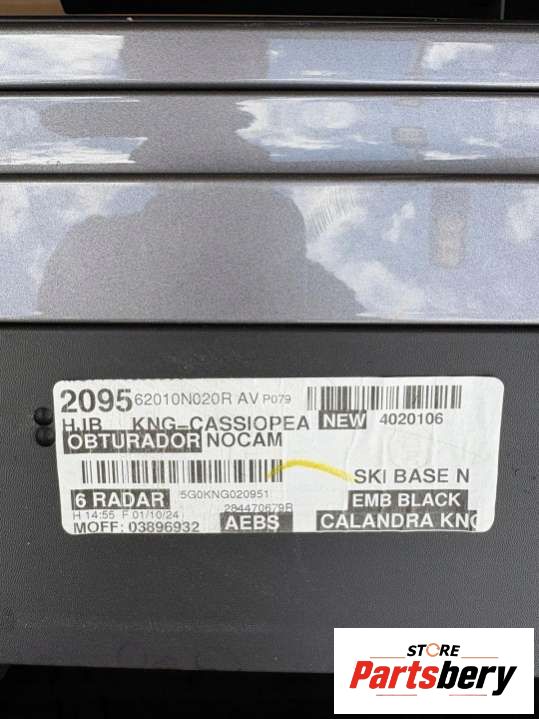 2095 62010N020R AV P079
HJB KNG-CASSIOPEA NEW 4020106
OBTURADOR NOCAM
SKI BASE N
6 RADAR 5G0KNG020951 EMB BLACK
H 14:55 F 01/10/24 284470879R
MOFF: 03896932 AEBS CALANDRA KNG
STORE
Partsbery